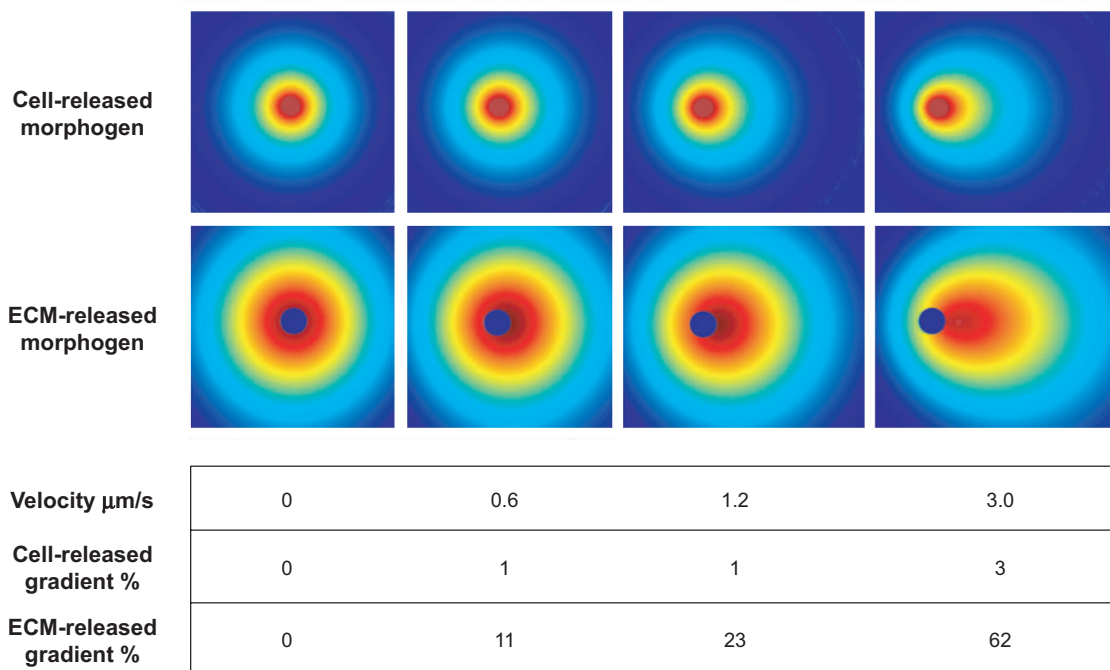 Cell-released
morphogen
ECM-released
morphogen
Velocity μm/s 0 0.6 1.2 3.0
Cell-released
gradient % 0 1 1 3
ECM-released
gradient % 0 11 23 62